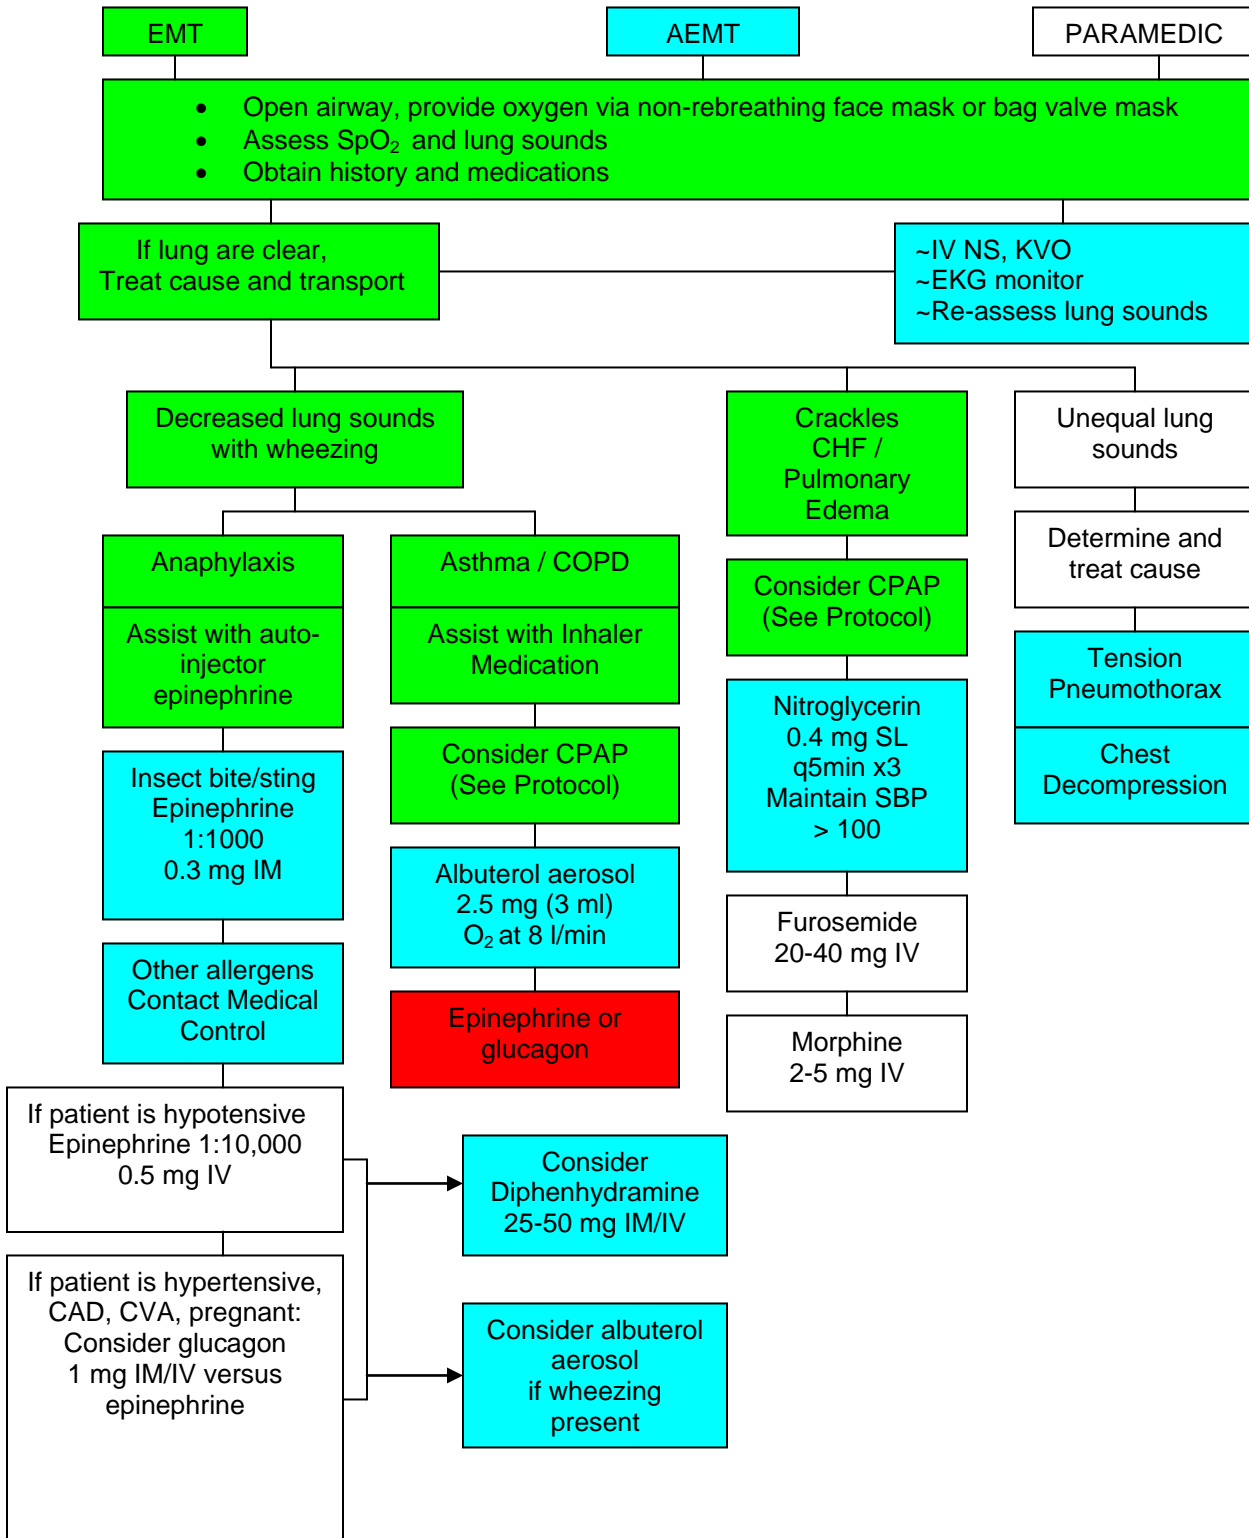 EMT
AEMT
PARAMEDIC
• Open airway, provide oxygen via non-rebreathing face mask or bag valve mask
• Assess SpO₂ and lung sounds
• Obtain history and medications
If lung are clear,
Treat cause and transport
~IV NS, KVO
~EKG monitor
~Re-assess lung sounds
Decreased lung sounds
with wheezing
Crackles
CHF /
Pulmonary
Edema
Unequal lung
sounds
Anaphylaxis
Assist with auto-
injector
epinephrine
Insect bite/sting
Epinephrine
1:1000
0.3 mg IM
Other allergens
Contact Medical
Control
If patient is hypotensive
Epinephrine 1:10,000
0.5 mg IV
If patient is hypertensive,
CAD, CVA, pregnant:
Consider glucagon
1 mg IM/IV versus
epinephrine
Asthma / COPD
Assist with Inhaler
Medication
Consider CPAP
(See Protocol)
Albuterol aerosol
2.5 mg (3 ml)
O₂ at 8 l/min
Epinephrine or
glucagon
Consider
Diphenhydramine
25-50 mg IM/IV
Consider albuterol
aerosol
if wheezing
present
Consider CPAP
(See Protocol)
Nitroglycerin
0.4 mg SL
q5min x3
Maintain SBP
> 100
Furosemide
20-40 mg IV
Morphine
2-5 mg IV
Determine and
treat cause
Tension
Pneumothorax
Chest
Decompression